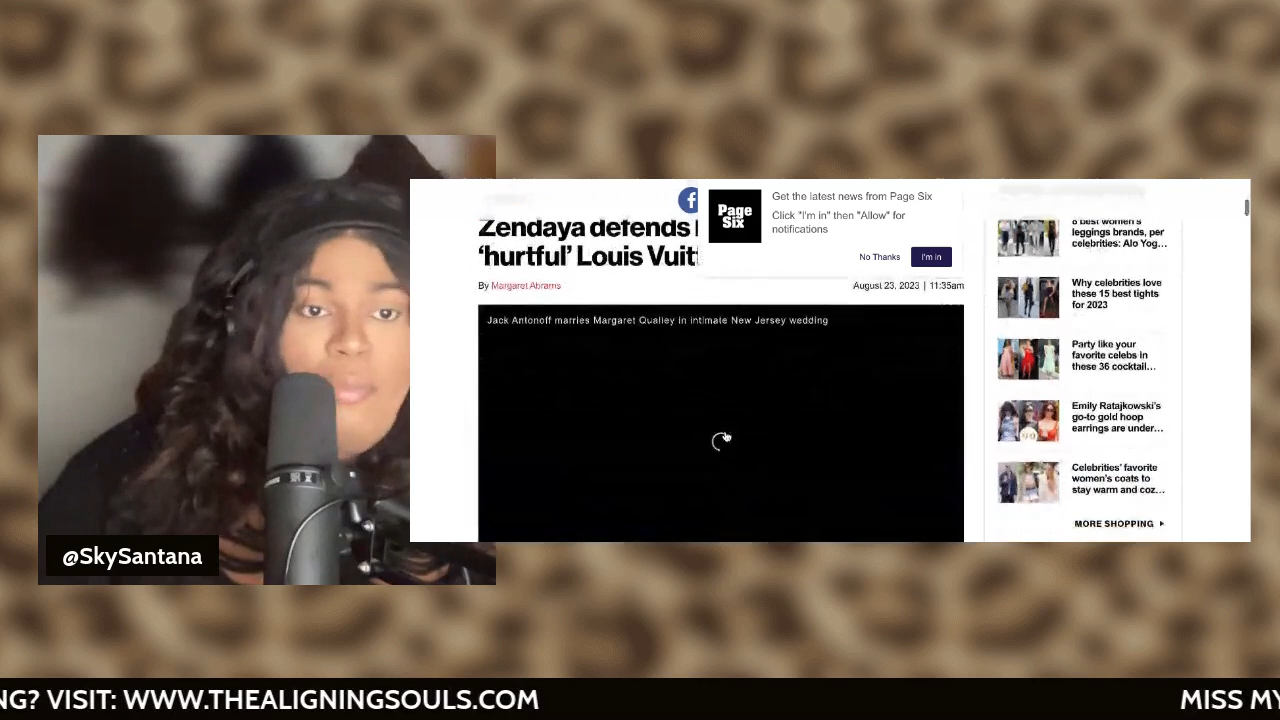 Zendaya defends
'hurtful' Louis Vuit
By Margaret Abrams
August 23, 2023 | 11:35am
Jack Antonoff marries Margaret Qualley in intimate New Jersey wedding
f
Page
Six
Get the latest news from Page Six
Click "I'm in" then "Allow" for
notifications
No Thanks
I'm in
8 best women's
leggings brands, per
celebrities: Alo Yog...
Why celebrities love
these 15 best tights
for 2023
Party like your
favorite celebs in
these 36 cocktail...
Emily Ratajkowski's
go-to gold hoop
earrings are under...
Celebrities' favorite
women's coats to
stay warm and coz...
MORE SHOPPING
@SkySantana
NG? VISIT: WWW.THEALIGNINGSOULS.COM
MISS MY